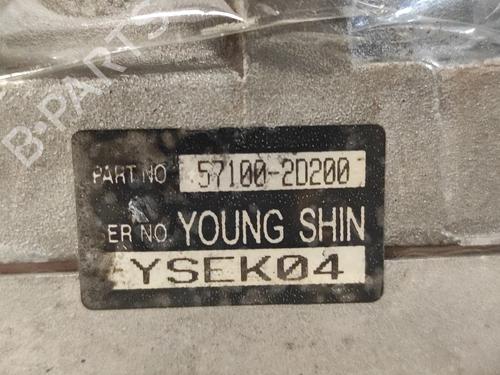 B-PARTS
PART NO 57100-2D200
ER NO YOUNG SHIN
YSEK04